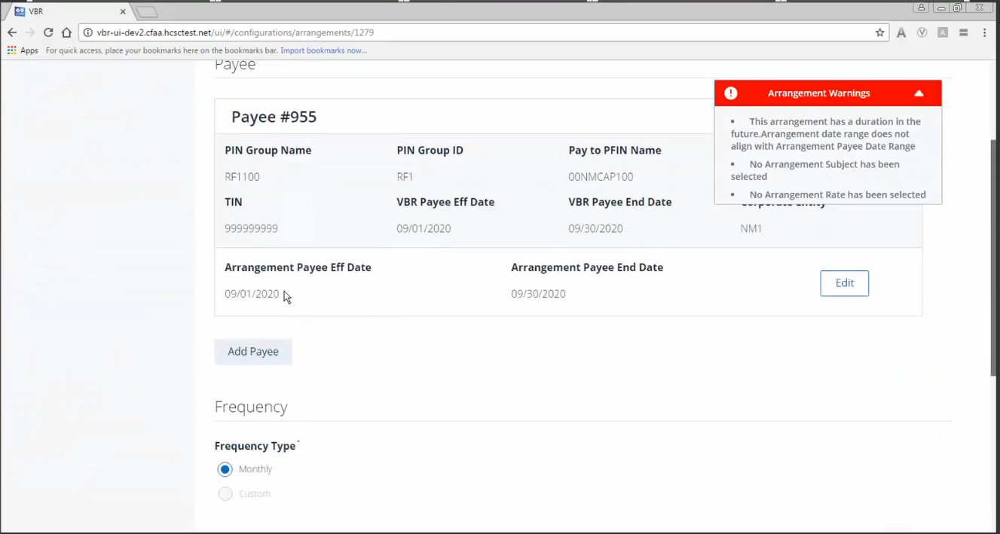 VBR
vbr-ui-dev2.cfaa.hcsctest.net/ui/#/configurations/arrangements/1279
Apps For quick access, place your bookmarks here on the bookmarks bar. Import bookmarks now...
Payee
Arrangement Warnings
This arrangement has a duration in the
future.Arrangement date range does not
align with Arrangement Payee Date Range
No Arrangement Subject has been
selected
No Arrangement Rate has been selected
Payee #955
PIN Group Name PIN Group ID Pay to PFIN Name
RF1100 RF1 00NMCAP100
TIN VBR Payee Eff Date VBR Payee End Date Corporate Entity
999999999 09/01/2020 09/30/2020 NM1
Arrangement Payee Eff Date Arrangement Payee End Date
09/01/2020 09/30/2020
Edit
Add Payee
Frequency
Frequency Type*
Monthly
Custom